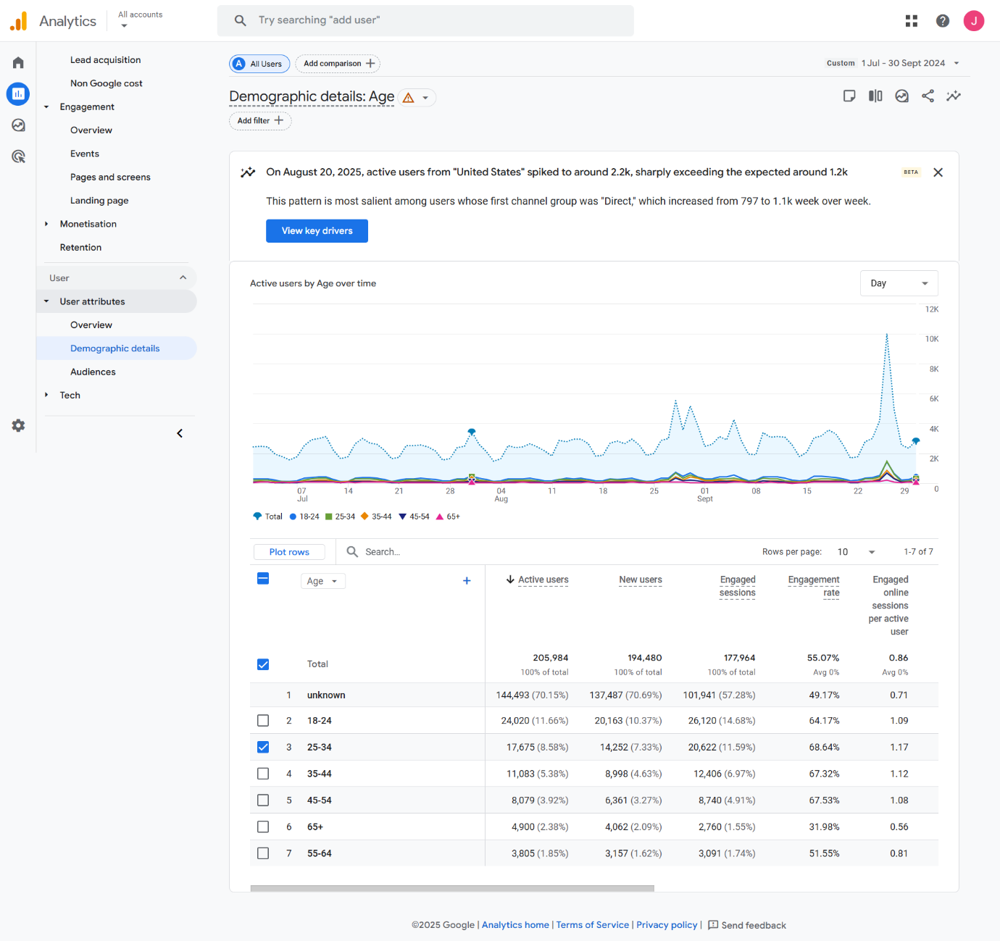 Analytics
All accounts
Try searching "add user"
J
Lead acquisition
Non Google cost
Engagement
Overview
Events
Pages and screens
Landing page
Monetisation
Retention
User
User attributes
Overview
Demographic details
Audiences
Tech
A All Users
Add comparison
Custom 1 Jul - 30 Sept 2024
Demographic details: Age
Add filter
On August 20, 2025, active users from "United States" spiked to around 2.2k, sharply exceeding the expected around 1.2k
BETA
This pattern is most salient among users whose first channel group was "Direct," which increased from 797 to 1.1k week over week.
View key drivers
Active users by Age over time
Day
12K
10K
8K
6K
4K
2K
0
07 14 21 28 04 11 18 25 01 08 15 22 29
Jul Aug Sept
Total 18-24 25-34 35-44 45-54 65+
Plot rows
Search...
Rows per page: 10 1-7 of 7
Age
Active users New users Engaged sessions Engagement rate Engaged online sessions per active user
Total 205,984 194,480 177,964 55.07% 0.86
100% of total 100% of total 100% of total Avg 0% Avg 0%
1 unknown 144,493 (70.15%) 137,487 (70.69%) 101,941 (57.28%) 49.17% 0.71
2 18-24 24,020 (11.66%) 20,163 (10.37%) 26,120 (14.68%) 64.17% 1.09
3 25-34 17,675 (8.58%) 14,252 (7.33%) 20,622 (11.59%) 68.64% 1.17
4 35-44 11,083 (5.38%) 8,998 (4.63%) 12,406 (6.97%) 67.32% 1.12
5 45-54 8,079 (3.92%) 6,361 (3.27%) 8,740 (4.91%) 67.53% 1.08
6 65+ 4,900 (2.38%) 4,062 (2.09%) 2,760 (1.55%) 31.98% 0.56
7 55-64 3,805 (1.85%) 3,157 (1.62%) 3,091 (1.74%) 51.55% 0.81
©2025 Google | Analytics home | Terms of Service | Privacy policy | Send feedback